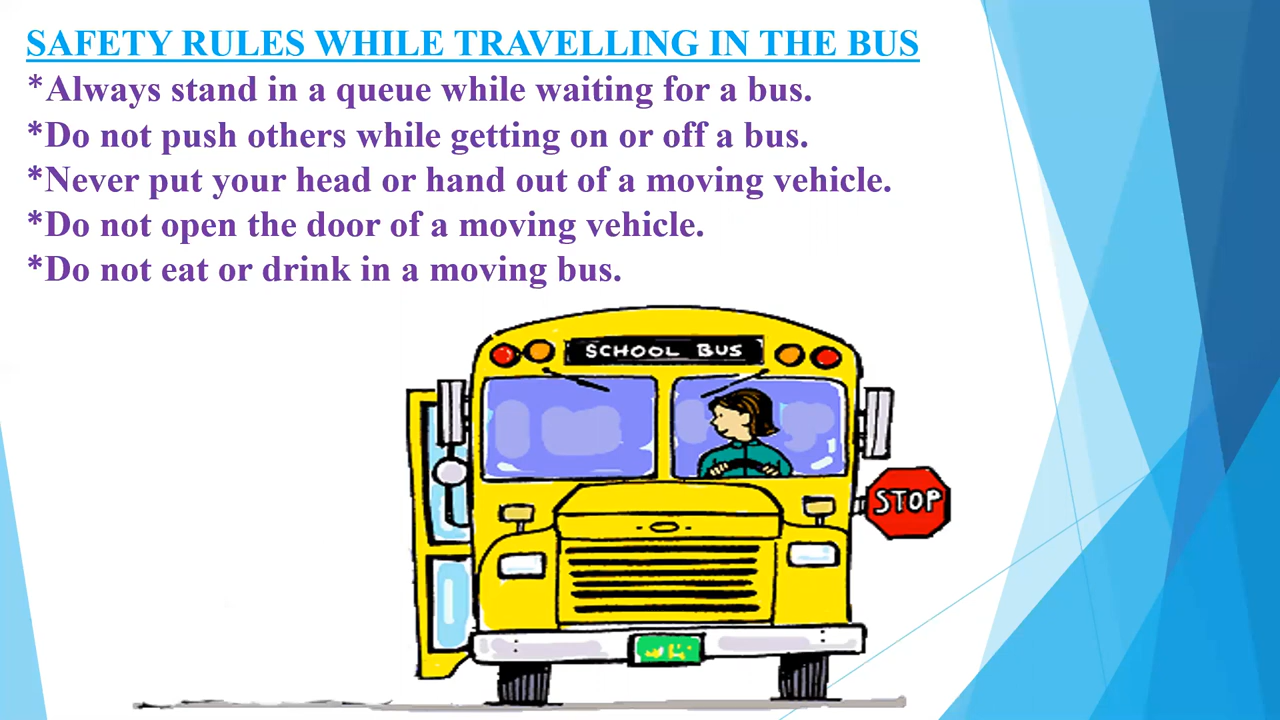 SAFETY RULES WHILE TRAVELLING IN THE BUS
*Always stand in a queue while waiting for a bus.
*Do not push others while getting on or off a bus.
*Never put your head or hand out of a moving vehicle.
*Do not open the door of a moving vehicle.
*Do not eat or drink in a moving bus.
SCHOOL BUS
STOP